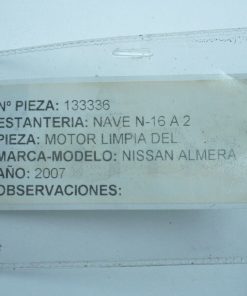 Nº PIEZA: 133336
ESTANTERIA: NAVE N-16 A 2
PIEZA: MOTOR LIMPIA DEL
MARCA-MODELO: NISSAN ALMERA
AÑO: 2007
OBSERVACIONES: